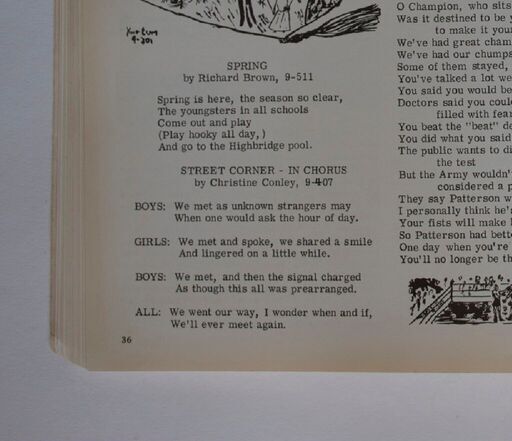 9-201
SPRING
by Richard Brown, 9-511
Spring is here, the season so clear,
The youngsters in all schools
Come out and play
(Play hooky all day,)
And go to the Highbridge pool.
STREET CORNER - IN CHORUS
by Christine Conley, 9-407
BOYS: We met as unknown strangers may
When one would ask the hour of day.
GIRLS: We met and spoke, we shared a smile
And lingered on a little while.
BOYS: We met, and then the signal charged
As though this all was prearranged.
ALL: We went our way, I wonder when and if,
We'll ever meet again.
36
O Champion, who sits
Was it destined to be
to make it your
We've had great cham
We've had our chumps
Some of them stayed,
You've talked a lot we
You said you would be
Doctors said you coul
filled with fear
You beat the "beat" de
You did what you said
The public wants to di
the test
But the Army wouldn'
considered a p
They say Patterson w
I personally think he's
Your fists will make
So Patterson had bett
One day when you're
You'll no longer be th